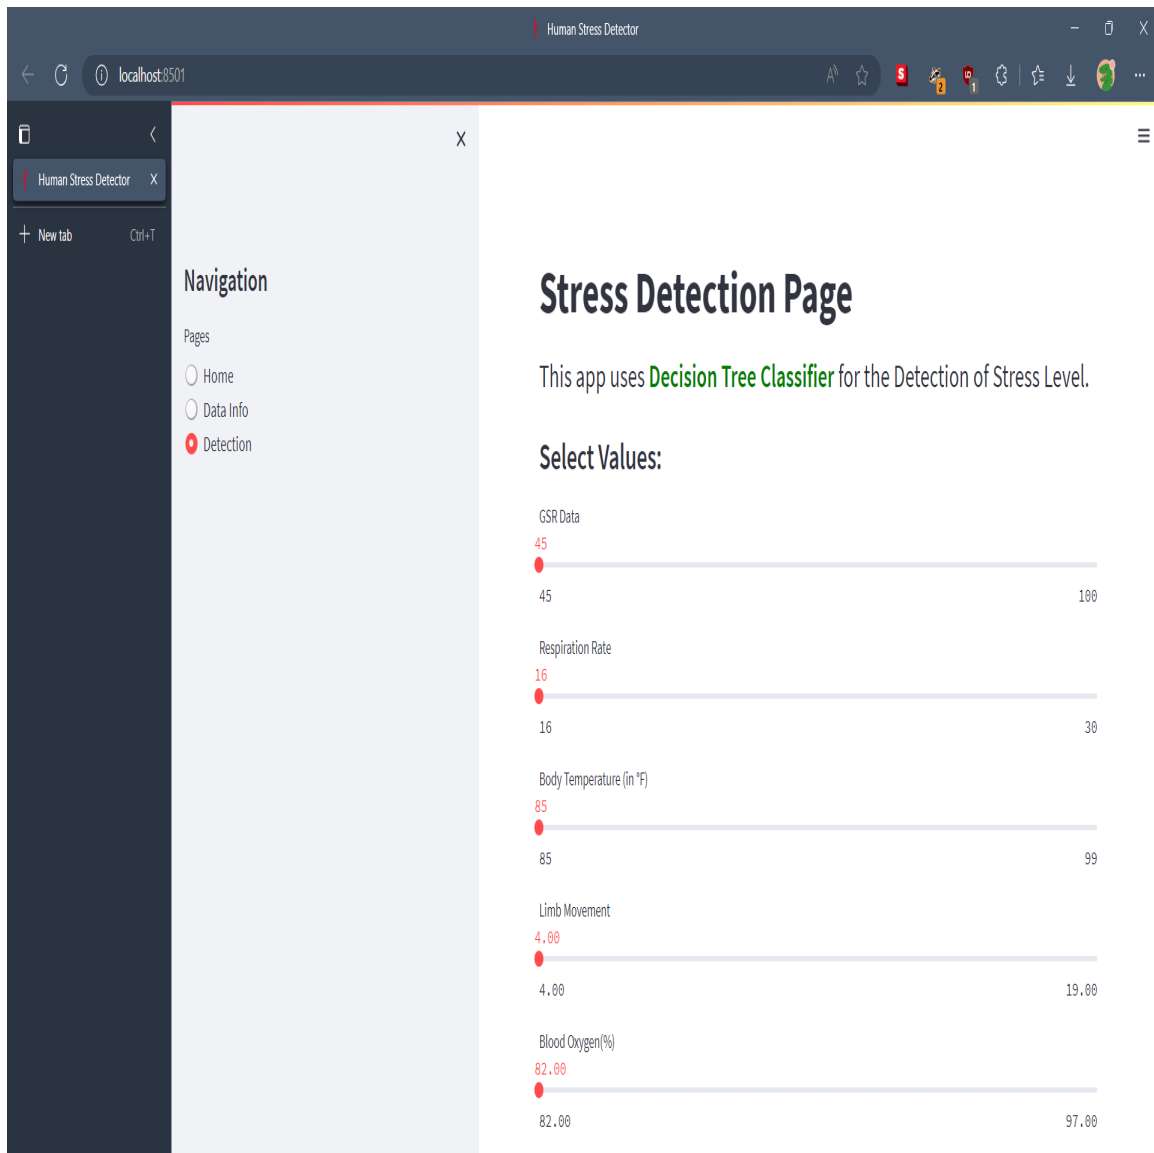 Human Stress Detector
localhost:8501
2
1
Human Stress Detector
New tab Ctrl+T
Navigation
Pages
Home
Data Info
Detection
Stress Detection Page
This app uses Decision Tree Classifier for the Detection of Stress Level.
Select Values:
GSR Data
45
45 100
Respiration Rate
16
16 30
Body Temperature (in °F)
85
85 99
Limb Movement
4.00
4.00 19.00
Blood Oxygen(%)
82.00
82.00 97.00